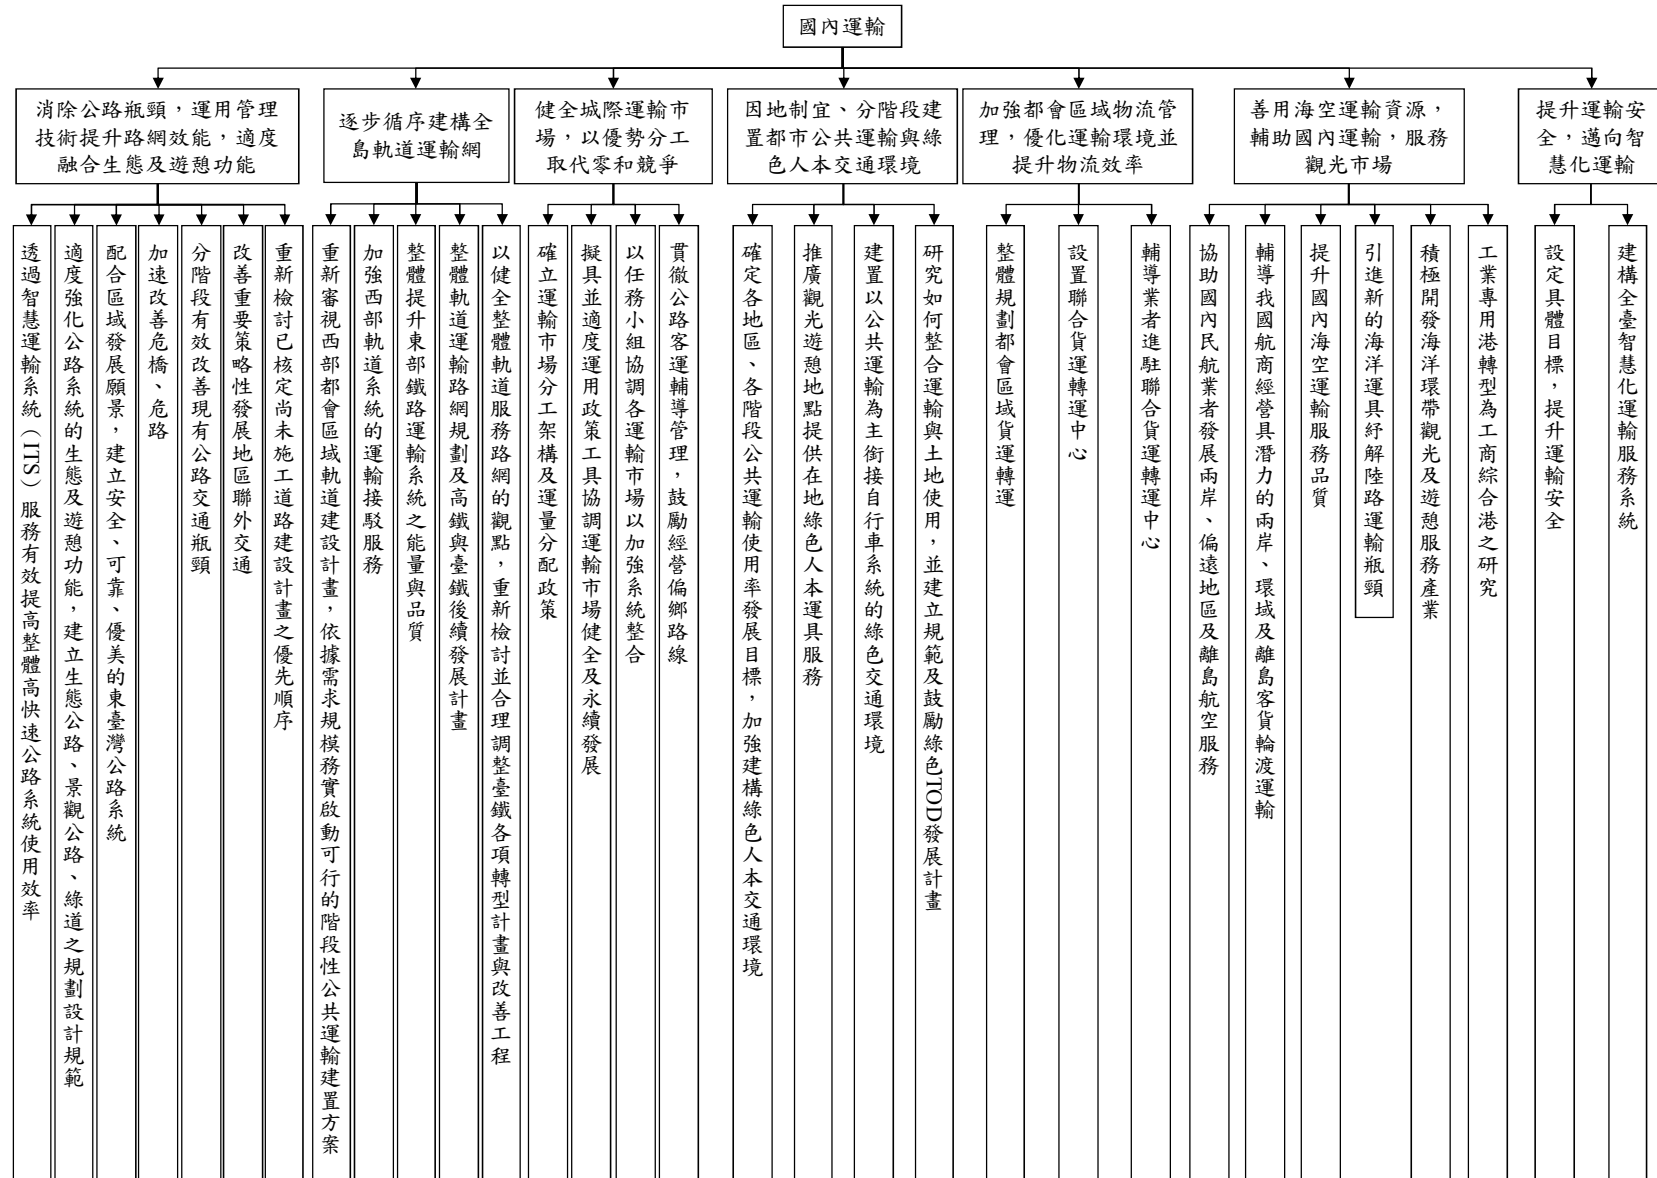 國內運輸
消除公路瓶頸，運用管理
技術提升路網效能，適度
融合生態及遊憩功能
逐步循序建構全
島軌道運輸網
健全城際運輸市
場，以優勢分工
取代零和競爭
因地制宜、分階段建
置都市公共運輸與綠
色人本交通環境
加強都會區域物流管
理，優化運輸環境並
提升物流效率
善用海空運輸資源，
輔助國內運輸，服務
觀光市場
提升運輸安
全，邁向智
慧化運輸
透過智慧運輸系統（ITS）服務有效提高整體高快速公路系統使用效率
適度強化公路系統的生態及遊憩功能，建立生態公路、景觀公路、綠道之規劃設計規範
配合區域發展願景，建立安全、可靠、優美的東臺灣公路系統
加速改善危橋、危路
分階段有效改善現有公路交通瓶頸
改善重要策略性發展地區聯外交通
重新檢討已核定尚未施工道路建設計畫之優先順序
重新審視西部都會區域軌道建設計畫，依據需求規模務實啟動可行的階段性公共運輸建置方案
加強西部軌道系統的運輸接駁服務
整體提升東部鐵路運輸系統之能量與品質
整體軌道運輸路網規劃及高鐵與臺鐵後續發展計畫
以健全整體軌道服務路網的觀點，重新檢討並合理調整臺鐵各項轉型計畫與改善工程
確立運輸市場分工架構及運量分配政策
擬具並適度運用政策工具協調運輸市場健全及永續發展
以任務小組協調各運輸市場以加強系統整合
貫徹公路客運輔導管理，鼓勵經營偏鄉路線
確定各地區、各階段公共運輸使用率發展目標，加強建構綠色人本交通環境
推廣觀光遊憩地點提供在地綠色人本運具服務
建置以公共運輸為主銜接自行車系統的綠色交通環境
研究如何整合運輸與土地使用，並建立規範及鼓勵綠色TOD發展計畫
整體規劃都會區域貨運轉運
設置聯合貨運轉運中心
輔導業者進駐聯合貨運轉運中心
協助國內民航業者發展兩岸、偏遠地區及離島航空服務
輔導我國航商經營具潛力的兩岸、環域及離島客貨輪渡運輸
提升國內海空運輸服務品質
引進新的海洋運具紓解陸路運輸瓶頸
積極開發海洋環帶觀光及遊憩服務產業
工業專用港轉型為工商綜合港之研究
設定具體目標，提升運輸安全
建構全臺智慧化運輸服務系統